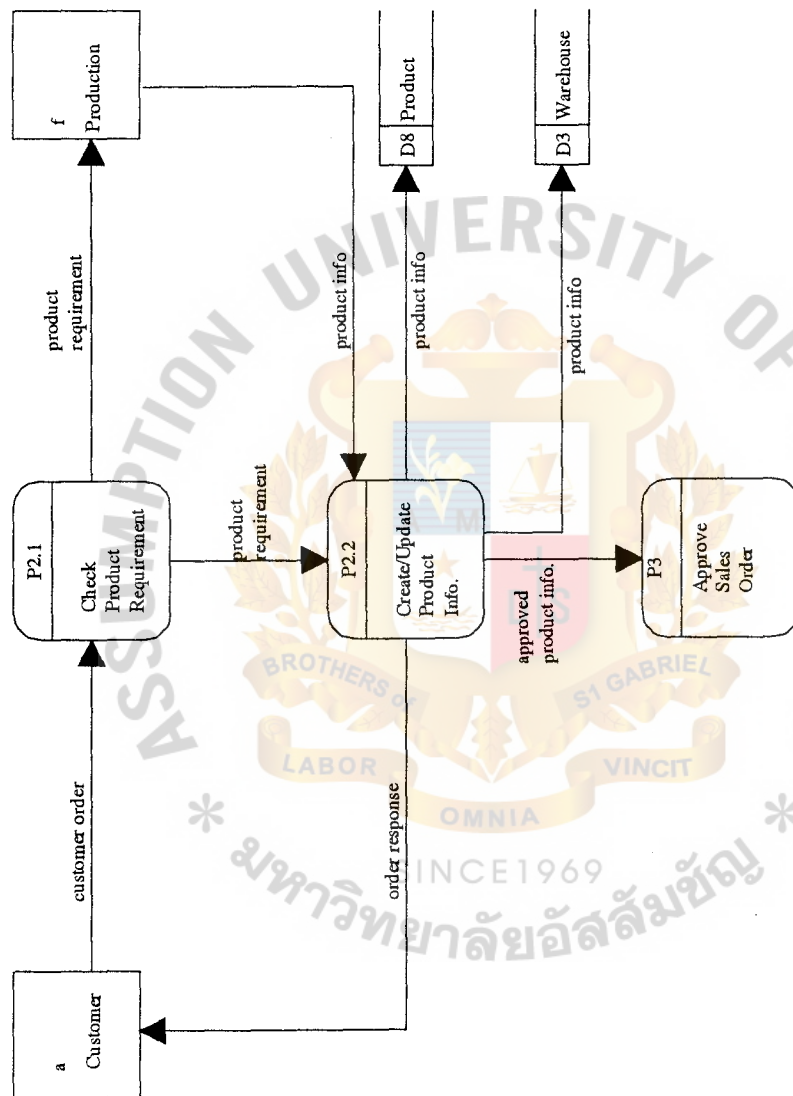 a
Customer
customer order
P2.1
Check
Product
Requirement
product
requirement
f
Production
product
requirement
product info
order response
P2.2
Create/Update
Product
Info.
product info
D8 Product
approved
product info.
product info
D3 Warehouse
P3
Approve
Sales
Order
ASSUMPTION UNIVERSITY OF
BROTHERS of
S1 GABRIEL
LABOR
OMNIA
VINCIT
SINCE1969
มหาวิทยาลัยอัสสัมชัญ